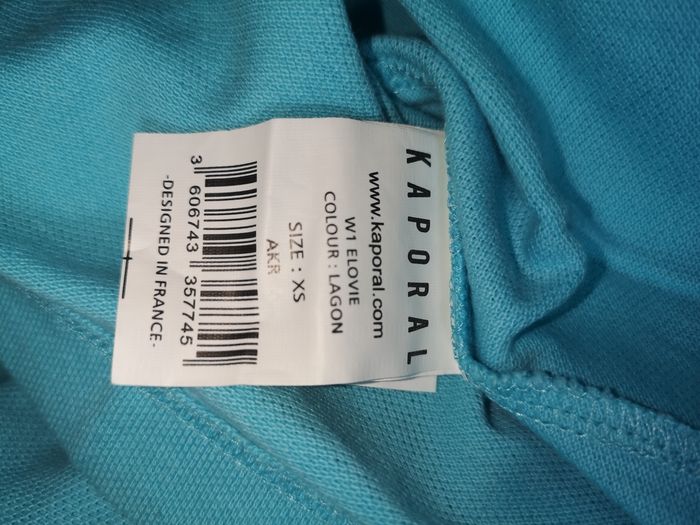 KAPORAL
www.kaporal.com
W1 ELOVIE
COLOUR : LAGON
SIZE : XS
AKR
3 606743 357745
-DESIGNED IN FRANCE-